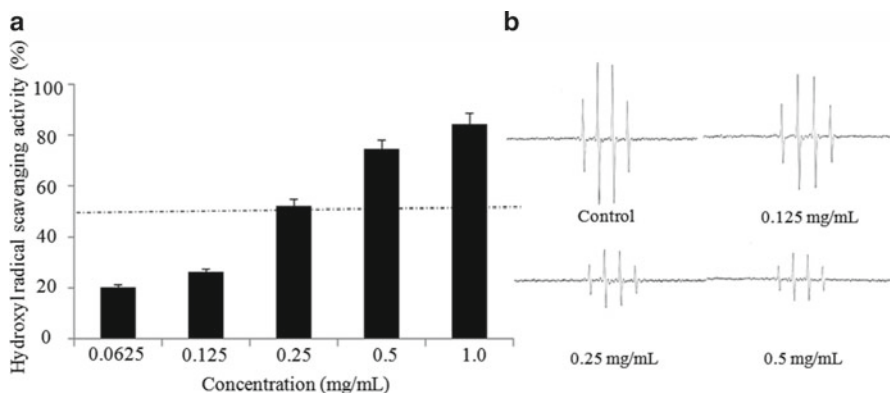 a
Hydroxyl radical scavenging activity (%)
100
80
60
40
20
0
0.0625 0.125 0.25 0.5 1.0
Concentration (mg/mL)
b
Control 0.125 mg/mL
0.25 mg/mL 0.5 mg/mL